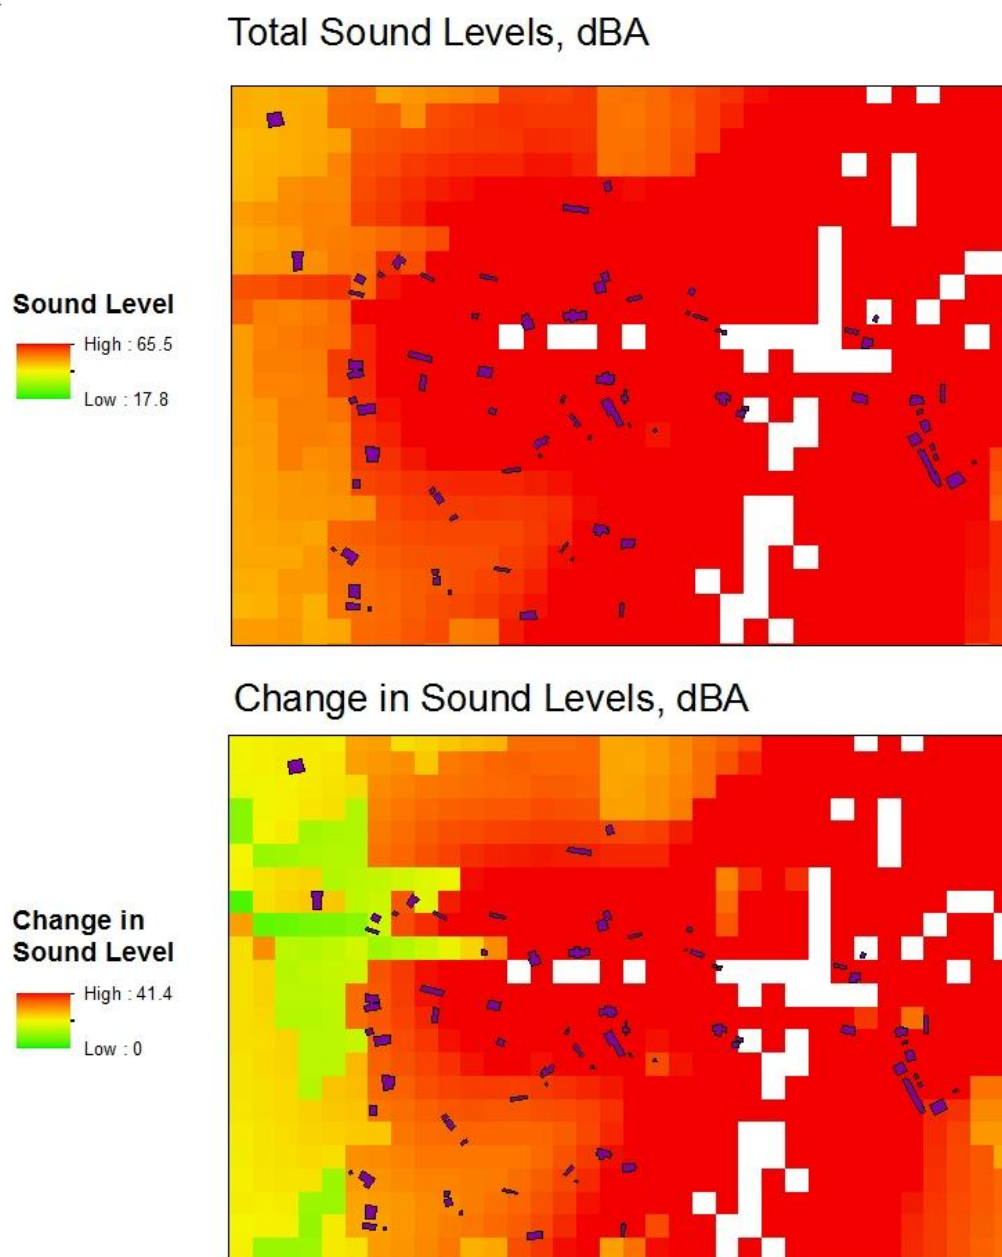 Total Sound Levels, dBA
Sound Level
High : 65.5
Low : 17.8
Change in Sound Levels, dBA
Change in
Sound Level
High : 41.4
Low : 0